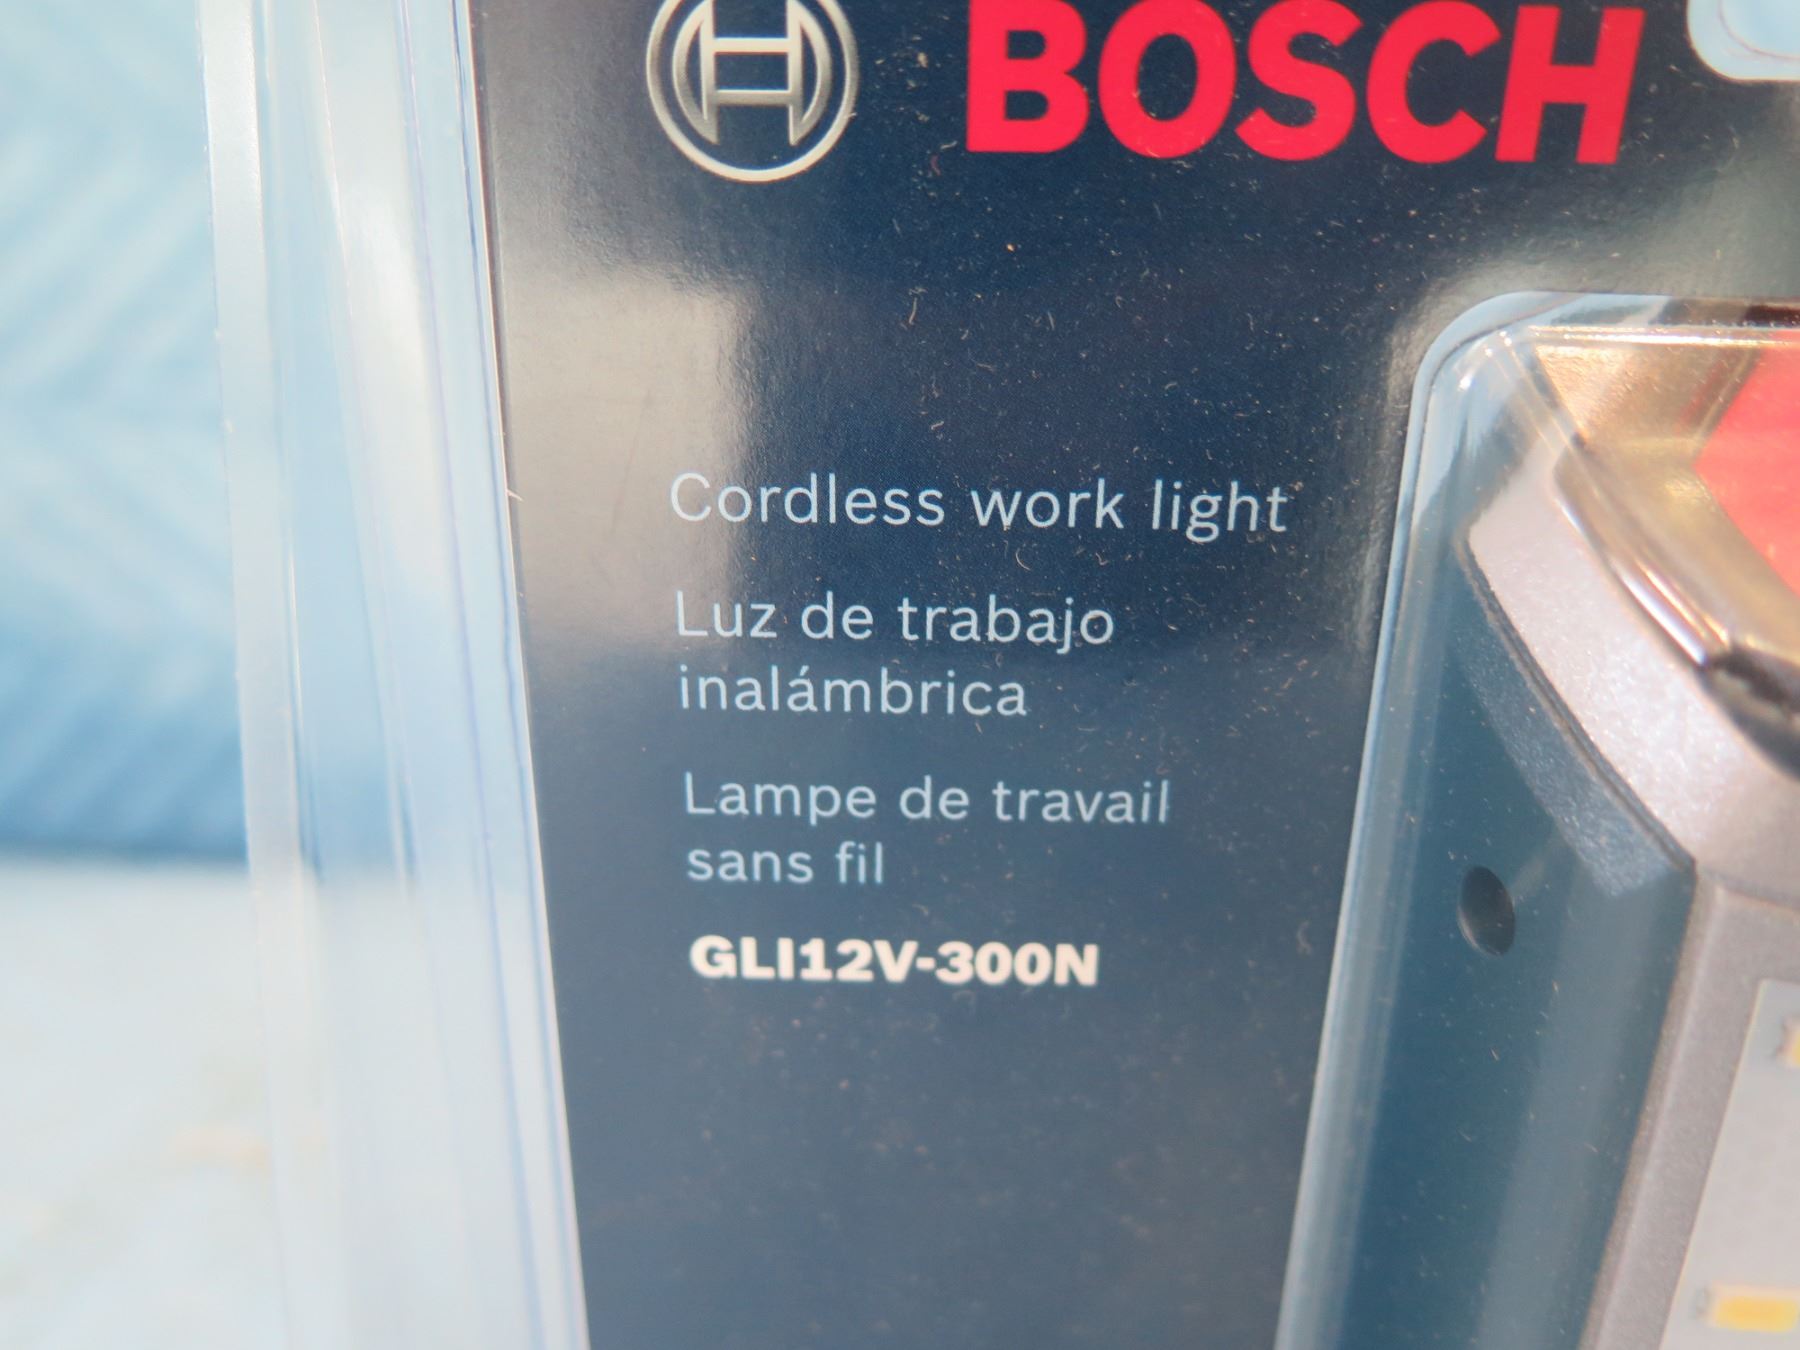 BOSCH
Cordless work light
Luz de trabajo
inalámbrica
Lampe de travail
sans fil
GLI12V-300N